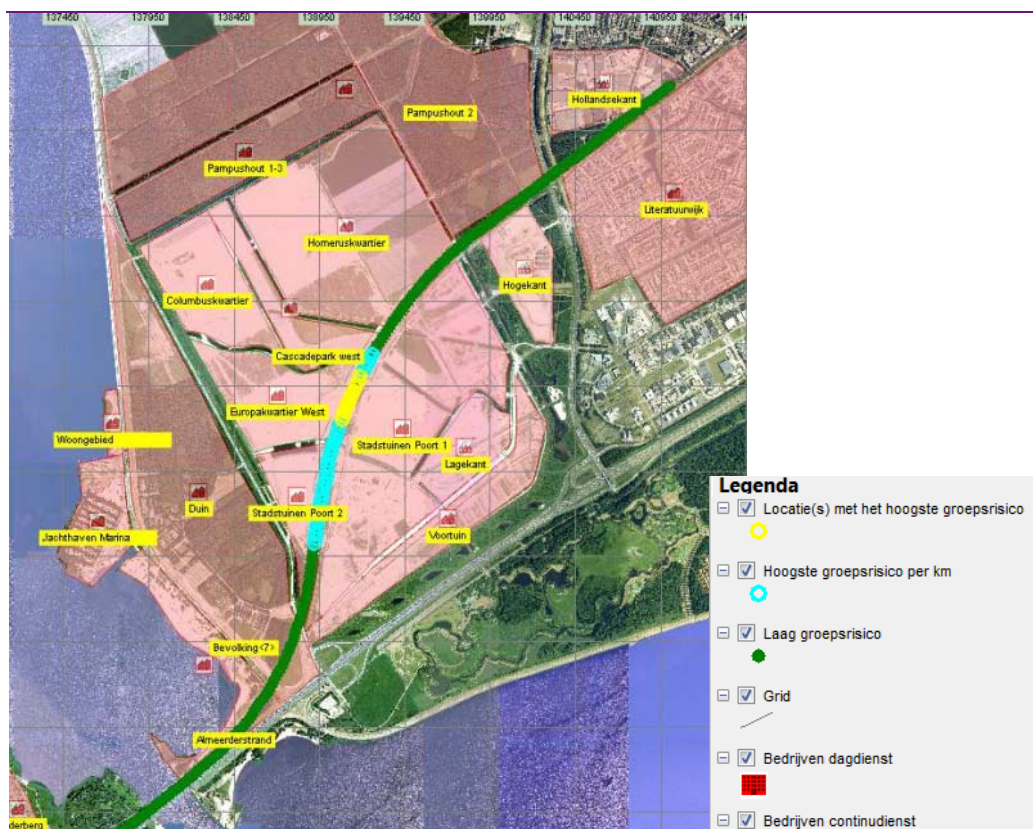 137450 137950 138450 138950 139450 139950 140450 140950 141
Hollandsekant
Pampushout 2
Pampushout 1-3
Literatuurwijk
Homeruskwartier
Hogekant
Columbuskwartier
Cascadepark west
Europakwartier West
Woongebied
Stadstuinen Poort 1
Lagekant
Duin
Stadstuinen Poort 2
Jachthaven Marina
Voortuin
Bevolking<7>
Almeerderstrand
derberg
Legenda
Locatie(s) met het hoogste groepsrisico
Hoogste groepsrisico per km
Laag groepsrisico
Grid
Bedrijven dagdienst
Bedrijven continudienst